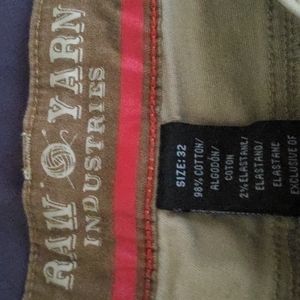 RAW YARN
INDUSTRIES
SIZE: 32
98% COTTON/
ALGODÓN/
COTON
2% ELASTANE/
ELASTANO/
ELASTANE
EXCLUSIVE OF